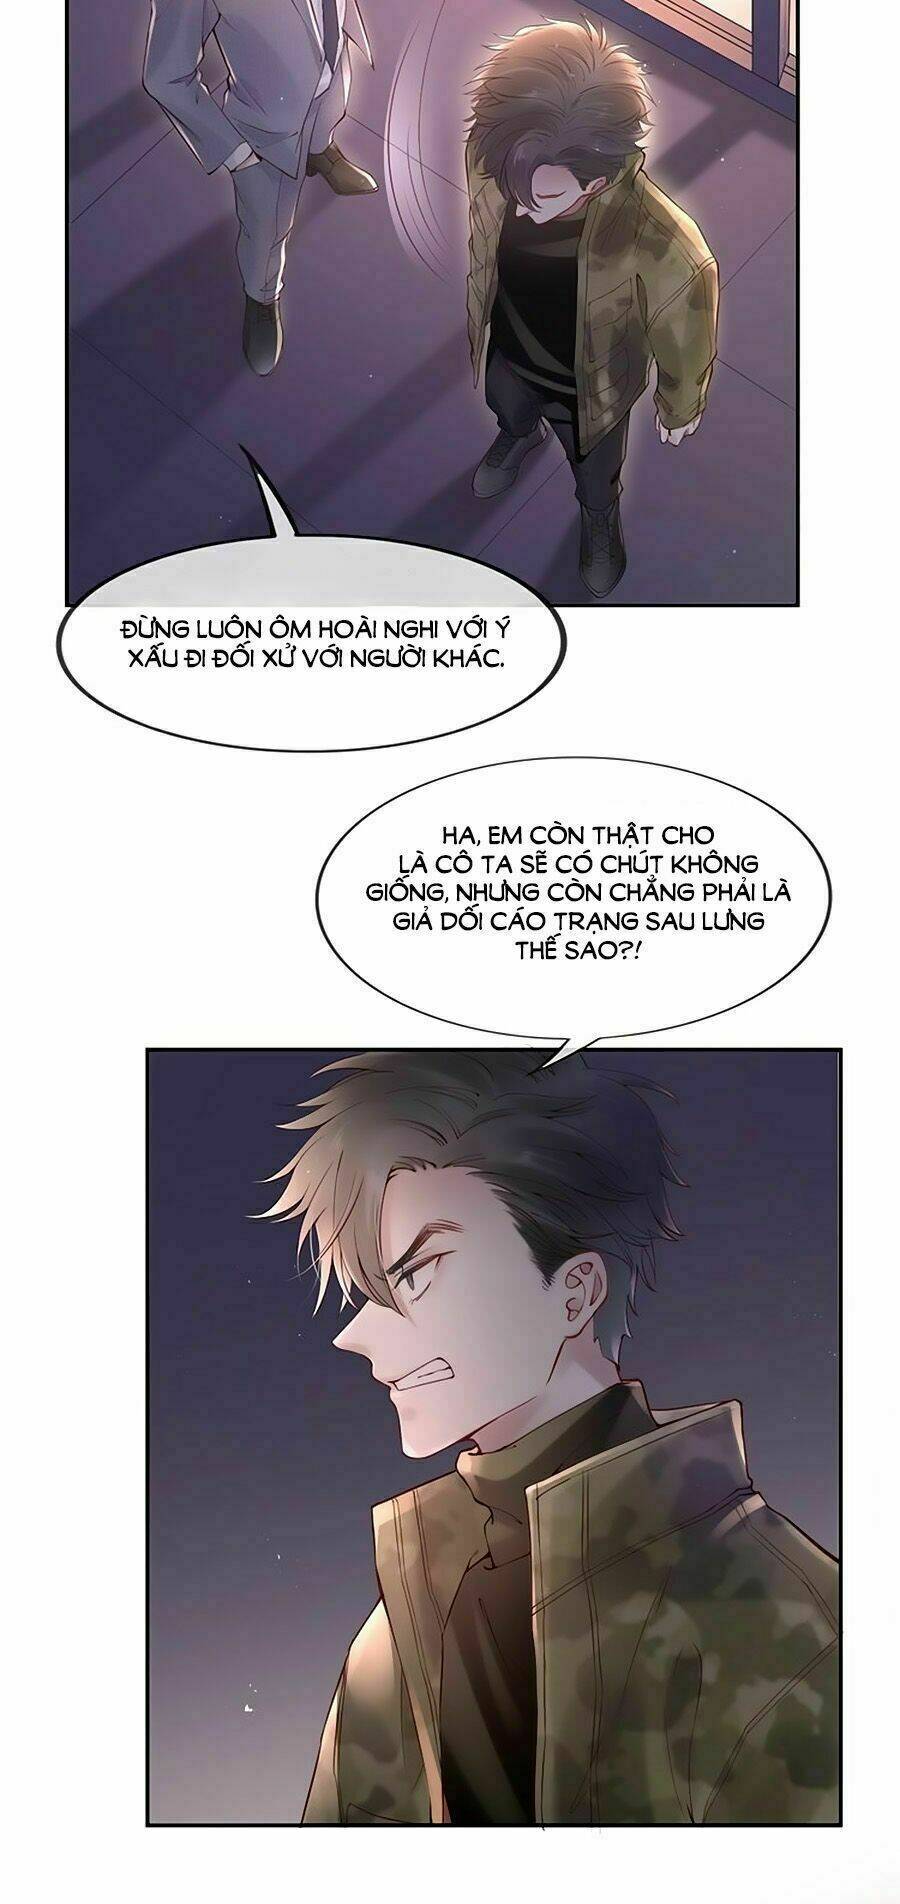 ĐỪNG LUÔN ÔM HOÀI NGHI VỚI Ý
XẤU ĐI ĐỐI XỬ VỚI NGƯỜI KHÁC.
HA, EM CÒN THẬT CHO
LÀ CÔ TA SẼ CÓ CHÚT KHÔNG
GIỐNG, NHƯNG CÒN CHẲNG PHẢI LÀ
GIẢ DỐI CÁO TRẠNG SAU LƯNG
THẾ SAO?!